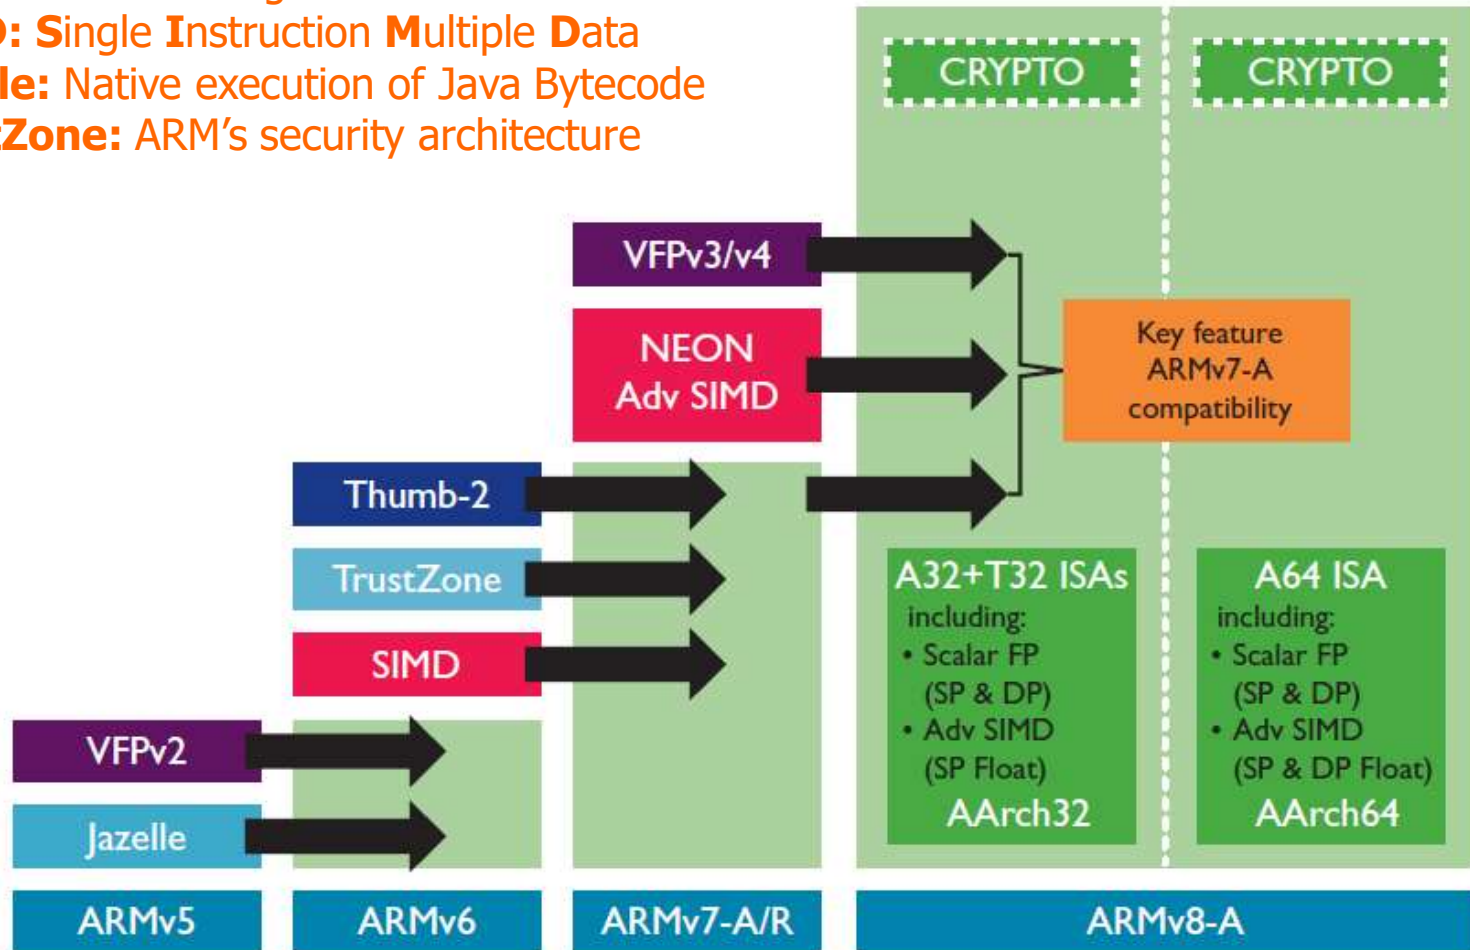 D: Single Instruction Multiple Data
le: Native execution of Java Bytecode
tZone: ARM's security architecture
CRYPTO
CRYPTO
VFPv3/v4
NEON
Adv SIMD
Key feature
ARMv7-A
compatibility
Thumb-2
TrustZone
SIMD
A32+T32 ISAs
including:
• Scalar FP
(SP & DP)
• Adv SIMD
(SP Float)
AArch32
A64 ISA
including:
• Scalar FP
(SP & DP)
• Adv SIMD
(SP & DP Float)
AArch64
VFPv2
Jazelle
ARMv5
ARMv6
ARMv7-A/R
ARMv8-A